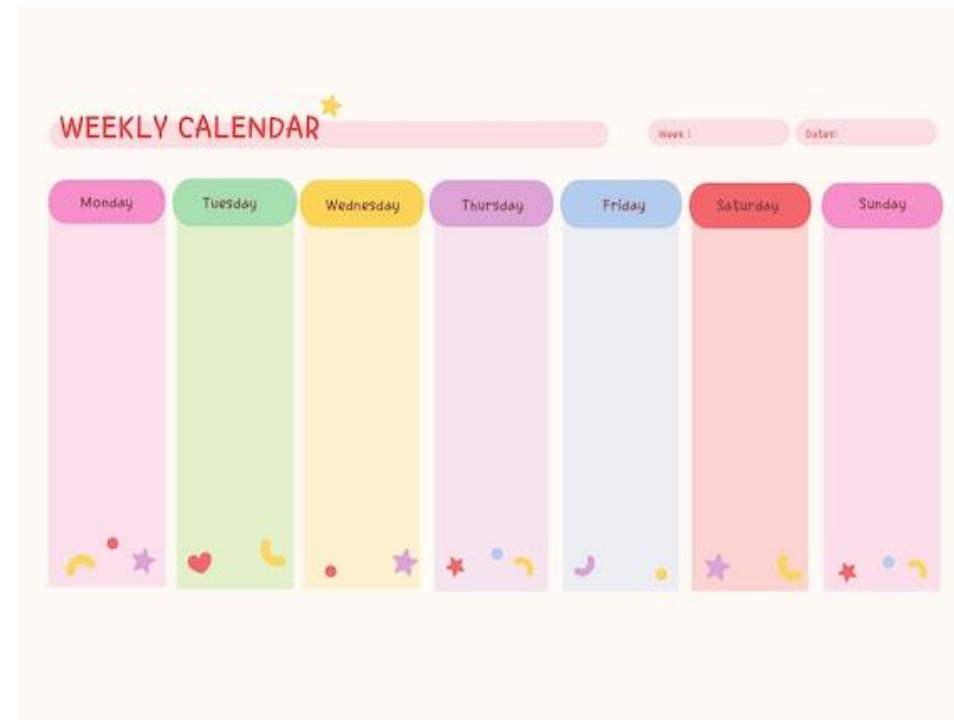 WEEKLY CALENDAR
Week :
Dates:
Monday
Tuesday
Wednesday
Thursday
Friday
Saturday
Sunday